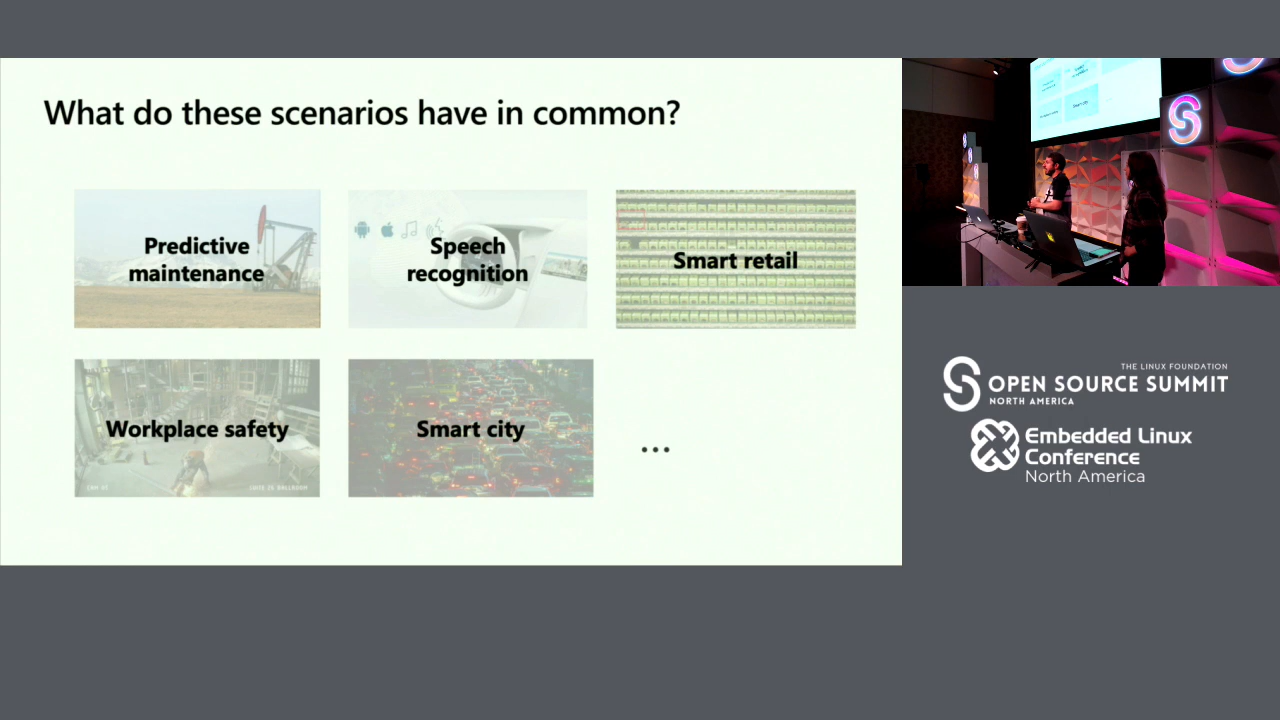 What do these scenarios have in common?
Predictive
maintenance
Speech
recognition
Smart retail
Workplace safety
Smart city
...
THE LINUX FOUNDATION
OPEN SOURCE SUMMIT
NORTH AMERICA
Embedded Linux
Conference
North America